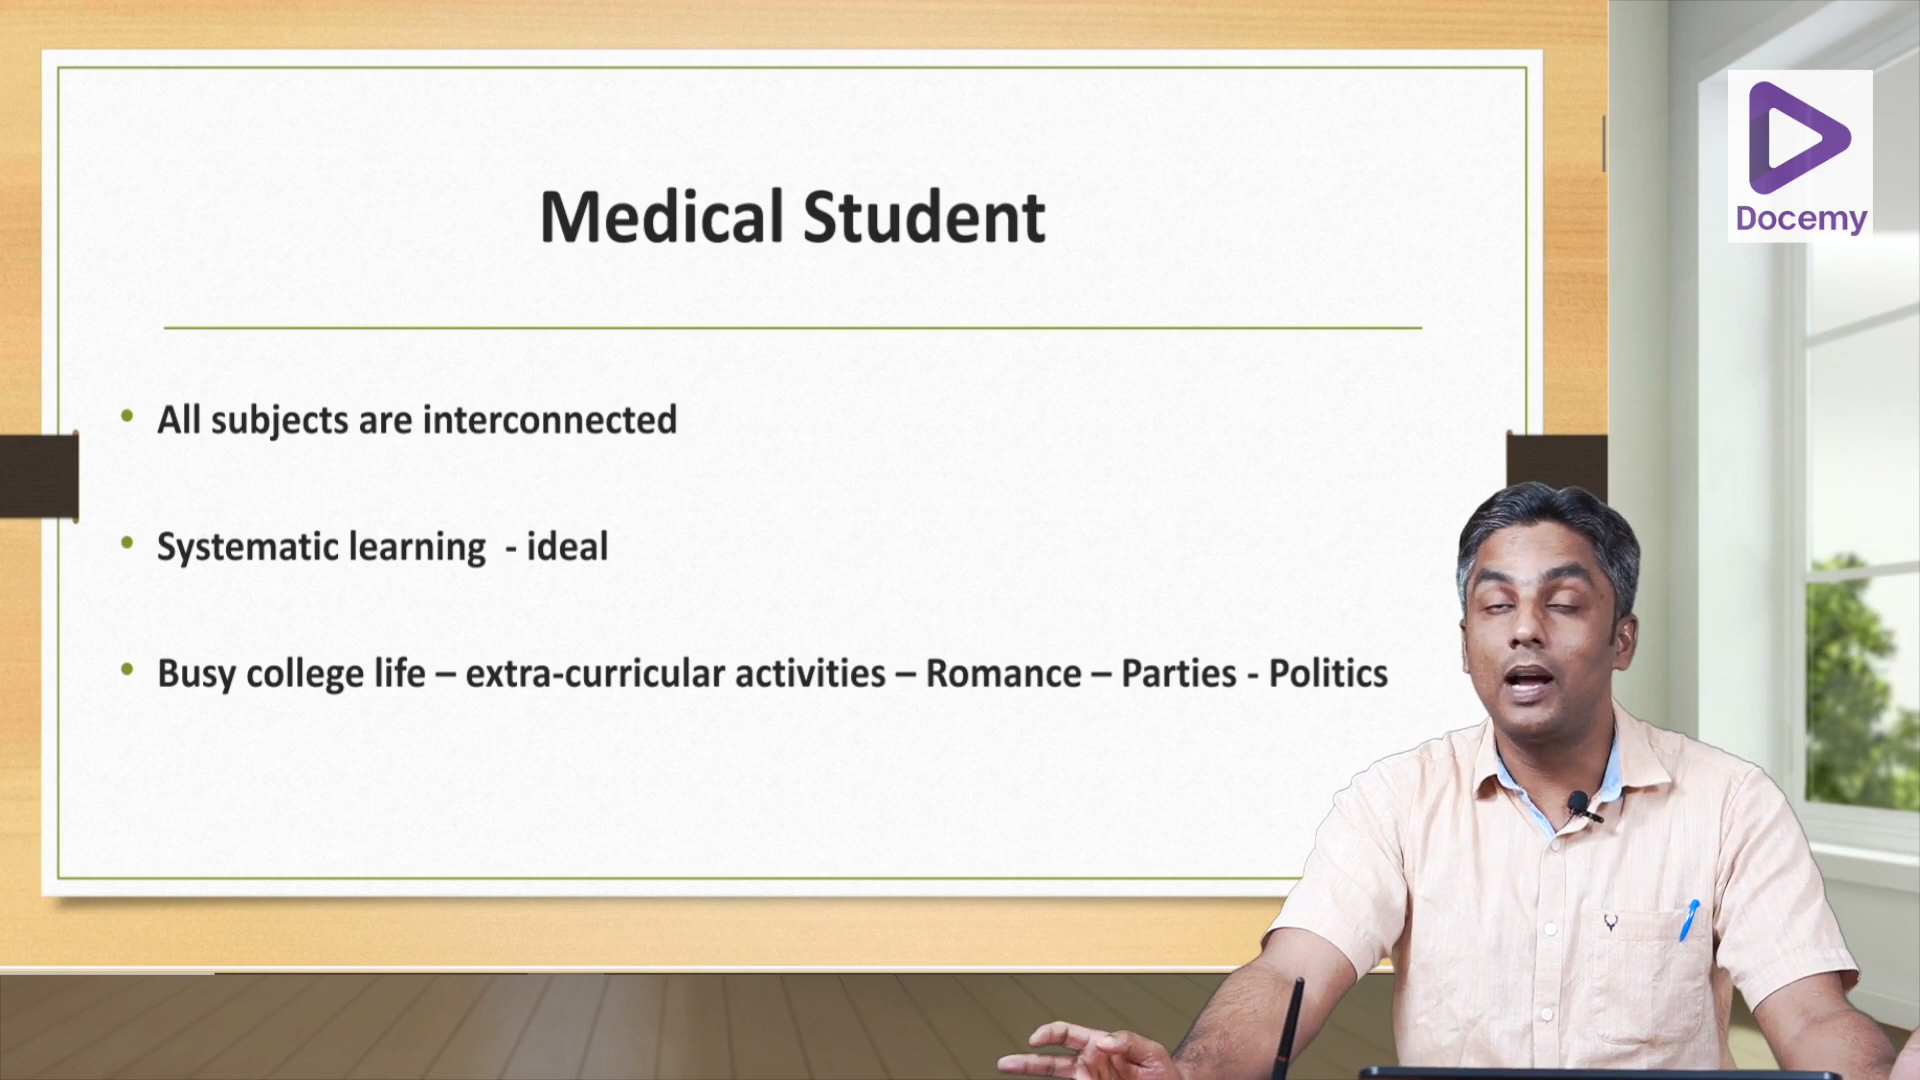 Medical Student
• All subjects are interconnected
• Systematic learning - ideal
• Busy college life – extra-curricular activities – Romance – Parties - Politics
Docemy